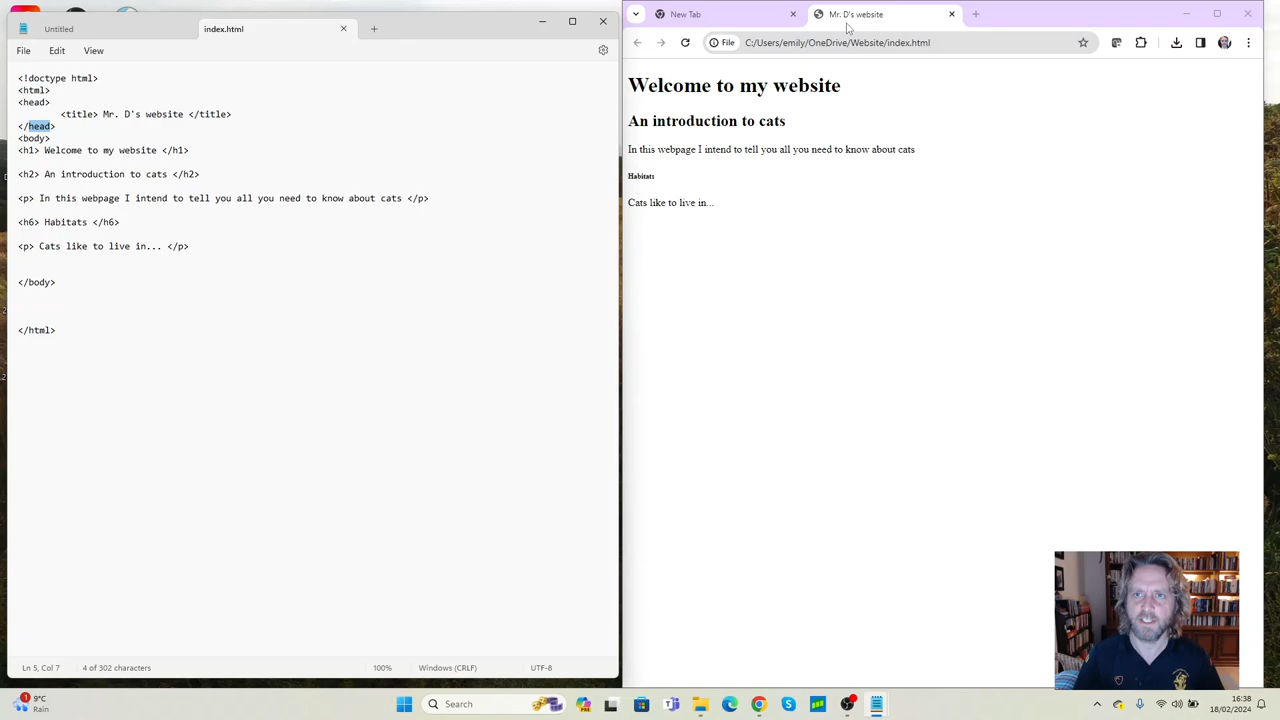 Untitled
index.html
File Edit View
<!doctype html>
<html>
<head>
<title> Mr. D's website </title>
</head>
<body>
<h1> Welcome to my website </h1>
<h2> An introduction to cats </h2>
<p> In this webpage I intend to tell you all you need to know about cats </p>
<h6> Habitats </h6>
<p> Cats like to live in... </p>
</body>
</html>
Ln 5, Col 7 4 of 302 characters 100% Windows (CRLF) UTF-8
New Tab
Mr. D's website
File C:/Users/emily/OneDrive/Website/index.html
Welcome to my website
An introduction to cats
In this webpage I intend to tell you all you need to know about cats
Habitats
Cats like to live in...
1
9°C
Rain
Search
16:38
18/02/2024